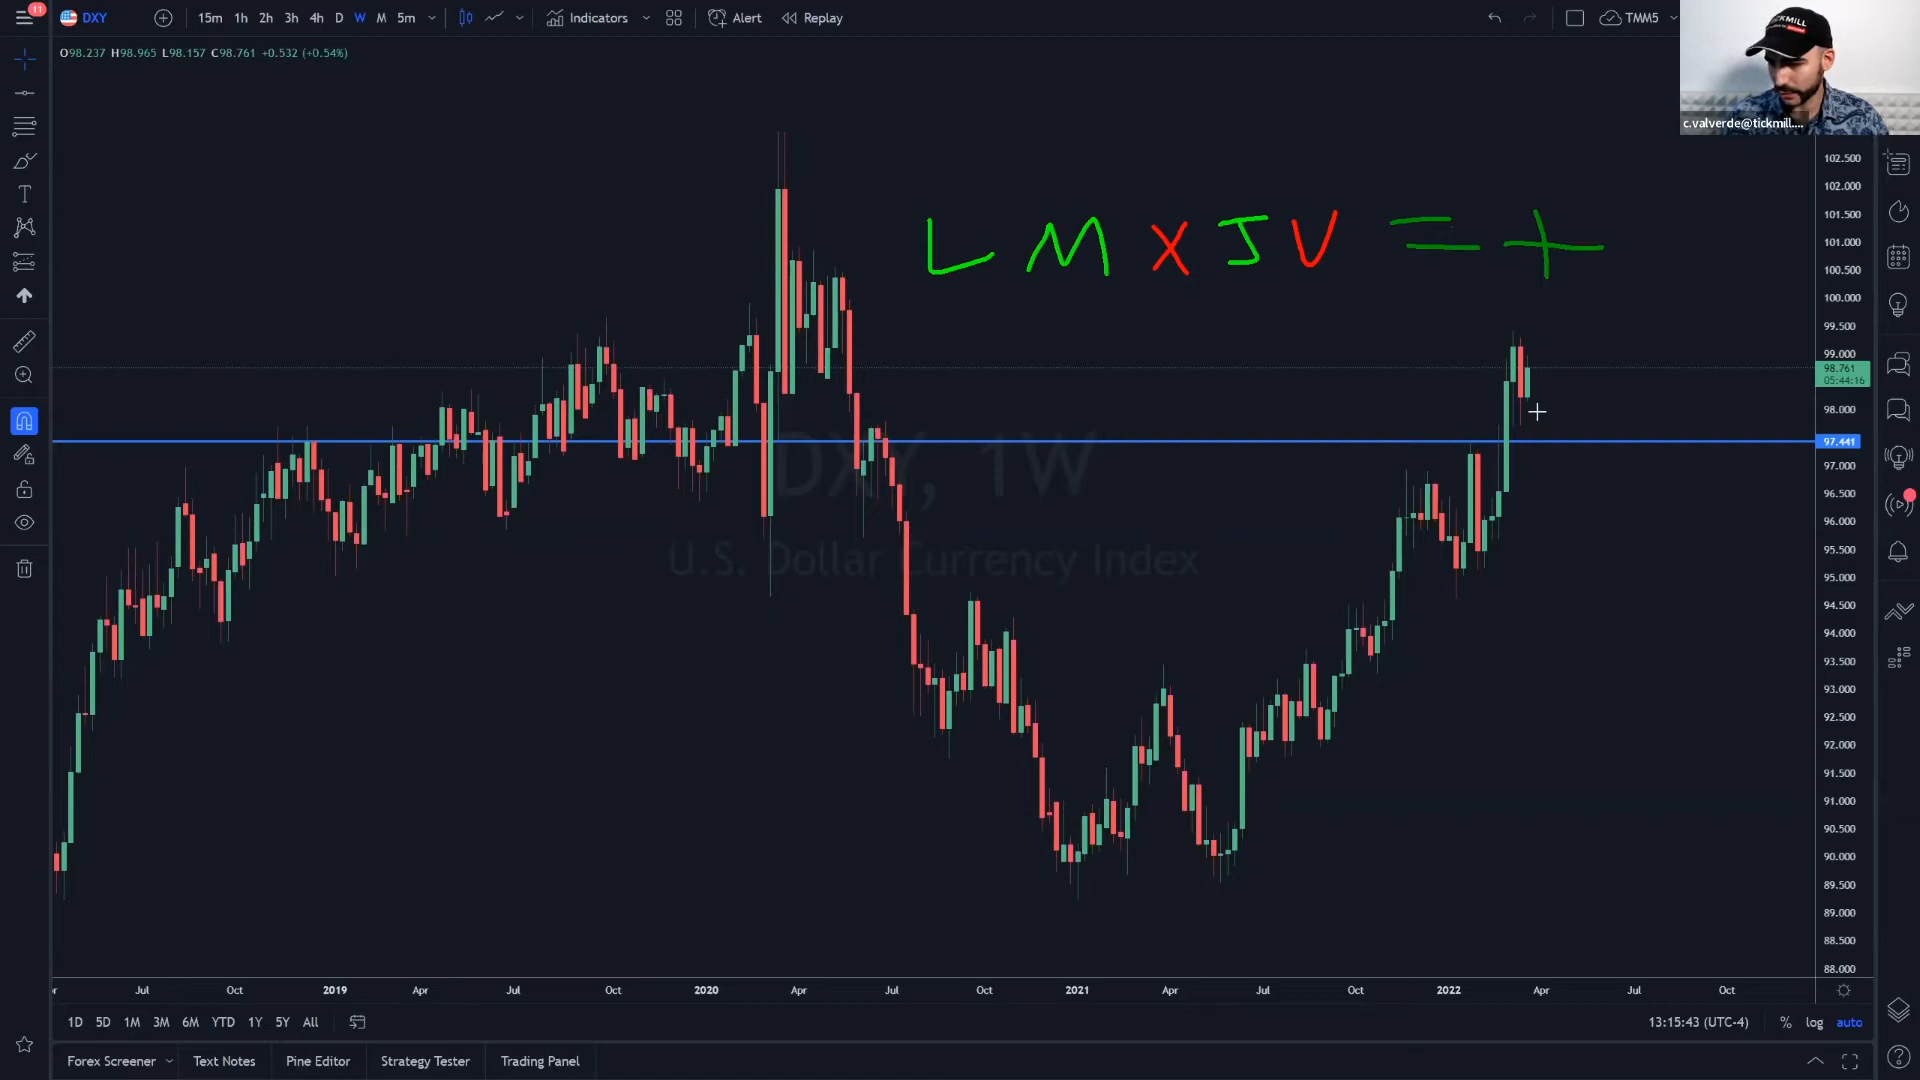 11
DXY
15m 1h 2h 3h 4h D W M 5m
Indicators
Alert
Replay
TMM5
TICKMILL
c.valverde@tickmill....
O98.237 H98.965 L98.157 C98.761 +0.532 (+0.54%)
L M X J V = +
DXY, 1W
U.S. Dollar Currency Index
102.500
102.000
101.500
101.000
100.500
100.000
99.500
99.000
98.761
05:44:16
98.000
97.441
97.000
96.500
96.000
95.500
95.000
94.500
94.000
93.500
93.000
92.500
92.000
91.500
91.000
90.500
90.000
89.500
89.000
88.500
88.000
Jul Oct 2019 Apr Jul Oct 2020 Apr Jul Oct 2021 Apr Jul Oct 2022 Apr Jul Oct
1D 5D 1M 3M 6M YTD 1Y 5Y All
13:15:43 (UTC-4) % log auto
Forex Screener Text Notes Pine Editor Strategy Tester Trading Panel